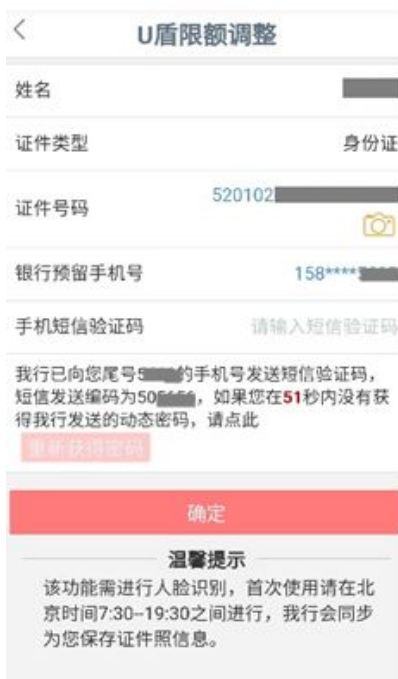 U盾限额调整
姓名
证件类型 身份证
证件号码 520102
银行预留手机号 158****
手机短信验证码 请输入短信验证码
我行已向您尾号5的手机号发送短信验证码，
短信发送编码为505，如果您在51秒内没有获
得我行发送的动态密码，请点此
重新获得密码
确定
温馨提示
该功能需进行人脸识别，首次使用请在北
京时间7:30--19:30之间进行，我行会同步
为您保存证件照信息。